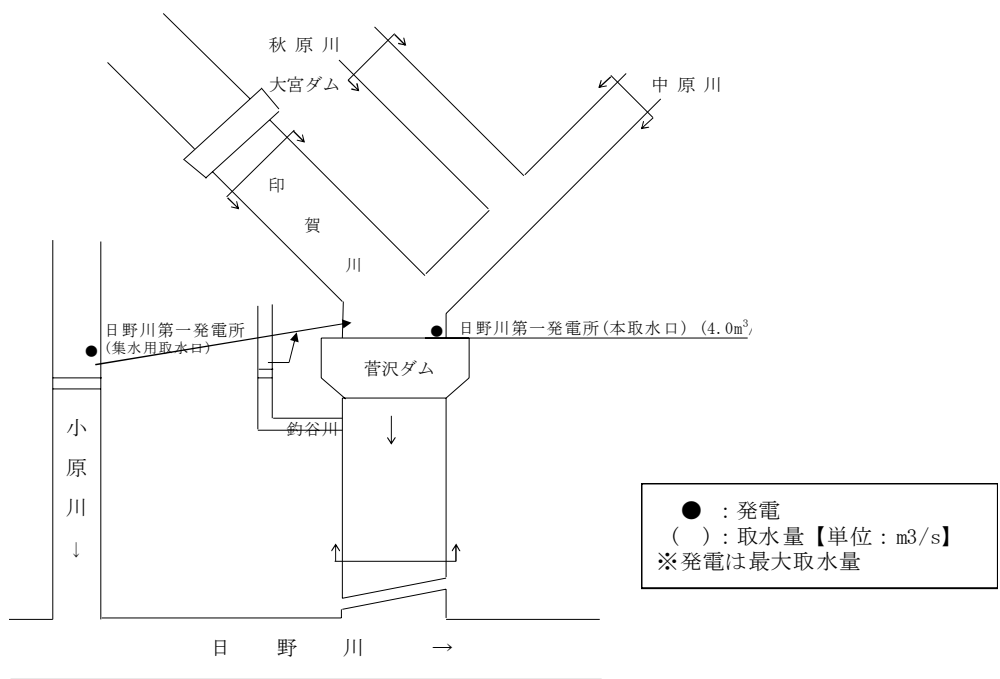 秋原川
大宮ダム
中原川
印賀川
日野川第一発電所
(集水用取水口)
日野川第一発電所(本取水口) (4.0m³/
菅沢ダム
釣谷川
小原川
↓
● : 発電
( ) : 取水量【単位:m3/s】
※発電は最大取水量
日野川 →